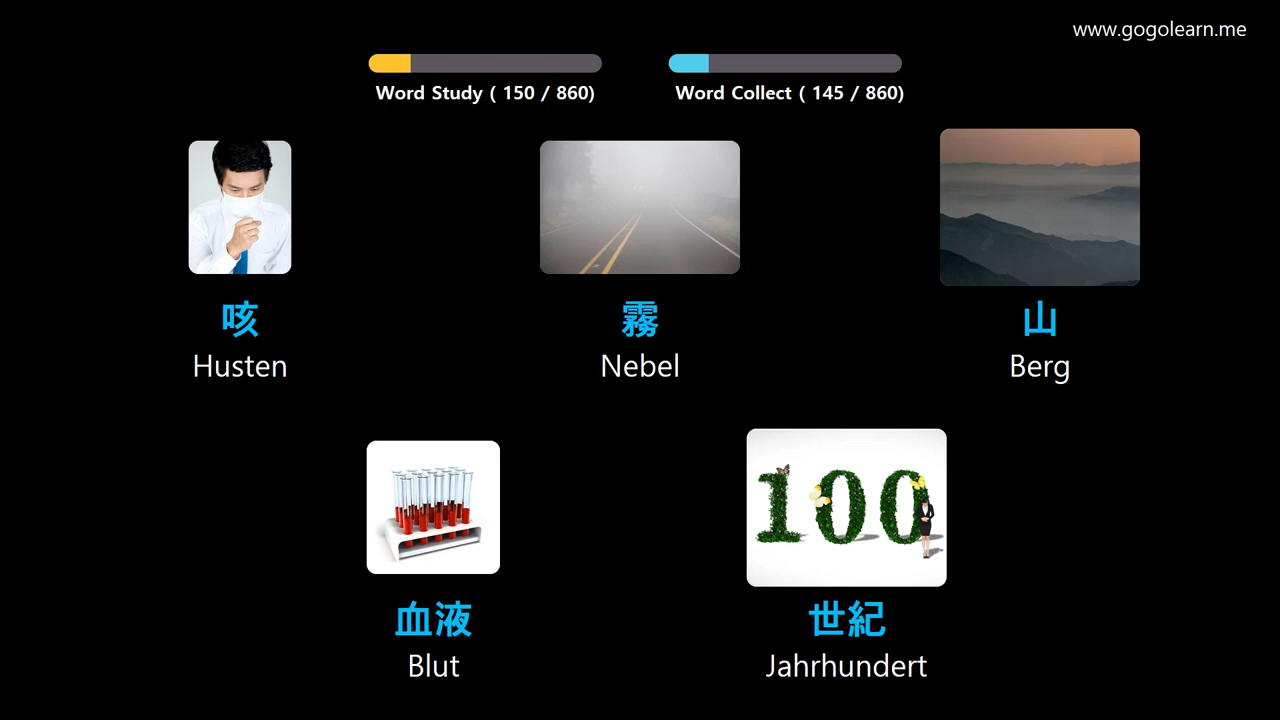 www.gogolearn.me
Word Study ( 150 / 860)
Word Collect ( 145 / 860)
咳
Husten
霧
Nebel
山
Berg
血液
Blut
100
世紀
Jahrhundert